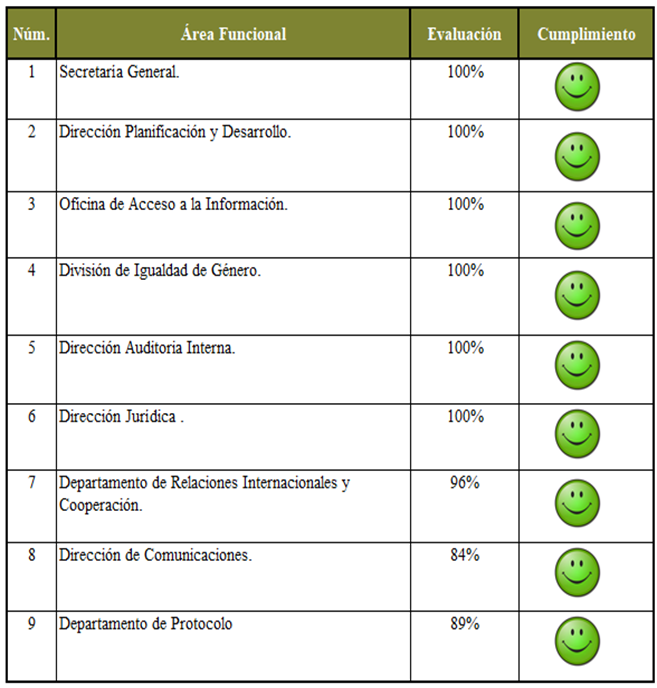 Núm. Área Funcional Evaluación Cumplimiento
1 Secretaria General. 100%
2 Dirección Planificación y Desarrollo. 100%
3 Oficina de Acceso a la Información. 100%
4 División de Igualdad de Género. 100%
5 Dirección Auditoria Interna. 100%
6 Dirección Juridica . 100%
7 Departamento de Relaciones Internacionales y 96%
Cooperación.
8 Dirección de Comunicaciones. 84%
9 Departamento de Protocolo 89%